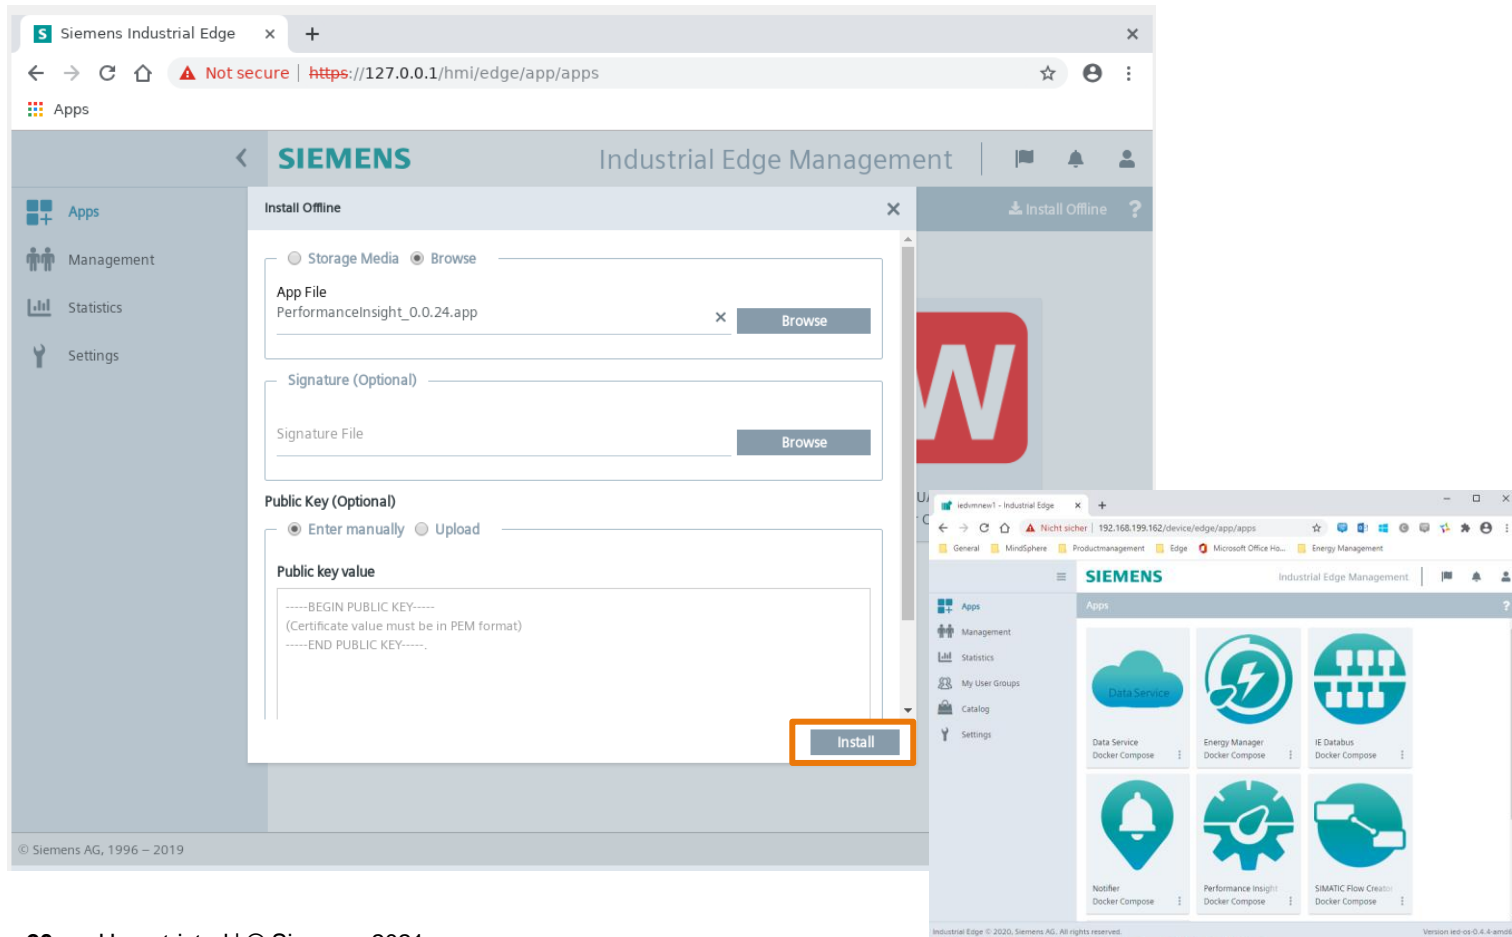 Siemens Industrial Edge
Not secure | https://127.0.0.1/hmi/edge/app/apps
Apps
SIEMENS
Industrial Edge Management
Apps
Management
Statistics
Settings
Install Offline
Install Offline ?
Storage Media Browse
App File
PerformanceInsight_0.0.24.app
Browse
Signature (Optional)
Signature File
Browse
Public Key (Optional)
Enter manually Upload
Public key value
-----BEGIN PUBLIC KEY-----
(Certificate value must be in PEM format)
-----END PUBLIC KEY-----.
Install
W
© Siemens AG, 1996 – 2019
iedvmnew1 - Industrial Edge
Nicht sicher | 192.168.199.162/device/edge/app/apps
General MindSphere Productmanagement Edge Microsoft Office Ho... Energy Management
SIEMENS
Industrial Edge Management
Apps
Management
Statistics
My User Groups
Catalog
Settings
Apps ?
Data Service
Data Service
Docker Compose
Energy Manager
Docker Compose
IE Databus
Docker Compose
Notifier
Docker Compose
Performance Insight
Docker Compose
SIMATIC Flow Creator
Docker Compose
Industrial Edge © 2020, Siemens AG. All rights reserved.
Version ied-os-0.4.4-amd6